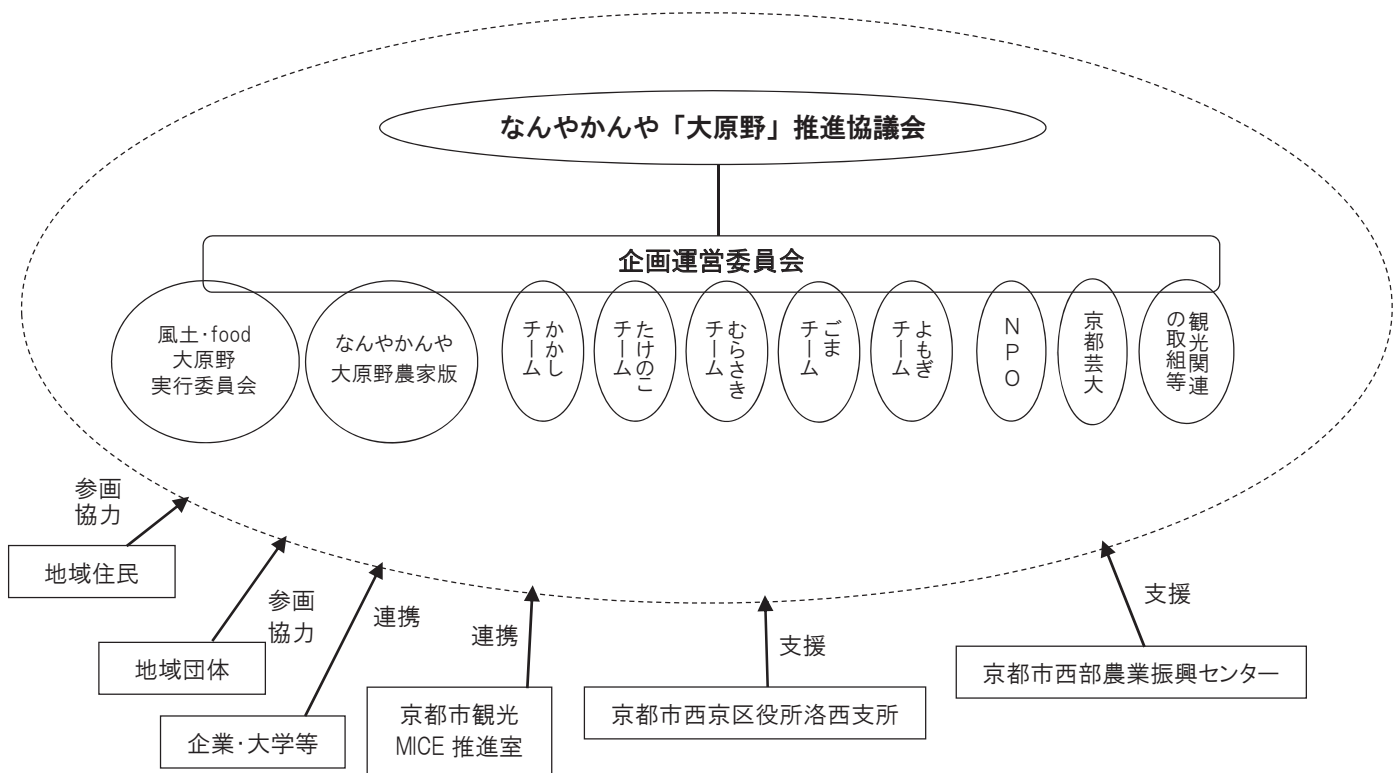 なんやかんや「大原野」推進協議会
企画運営委員会
風土・food
大原野
実行委員会
なんやかんや
大原野農家版
かかし
チーム
たけのこ
チーム
むらさき
チーム
ごま
チーム
よもぎ
チーム
NPO
京都芸大
観光関連
の取組等
参画
協力
地域住民
参画
協力
地域団体
連携
企業・大学等
連携
京都市観光
MICE 推進室
支援
京都市西京区役所洛西支所
支援
京都市西部農業振興センター